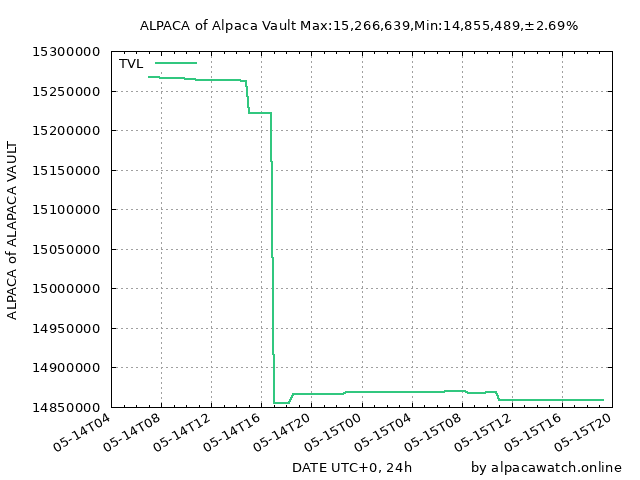 ALPACA of Alpaca Vault Max:15,266,639,Min:14,855,489,±2.69%
TVL
15300000
15250000
15200000
15150000
15100000
15050000
15000000
14950000
14900000
14850000
ALPACA of ALAPACA VAULT
05-14T04
05-14T08
05-14T12
05-14T16
05-14T20
05-15T00
05-15T04
05-15T08
05-15T12
05-15T16
05-15T20
DATE UTC+0, 24h
by alpacawatch.online